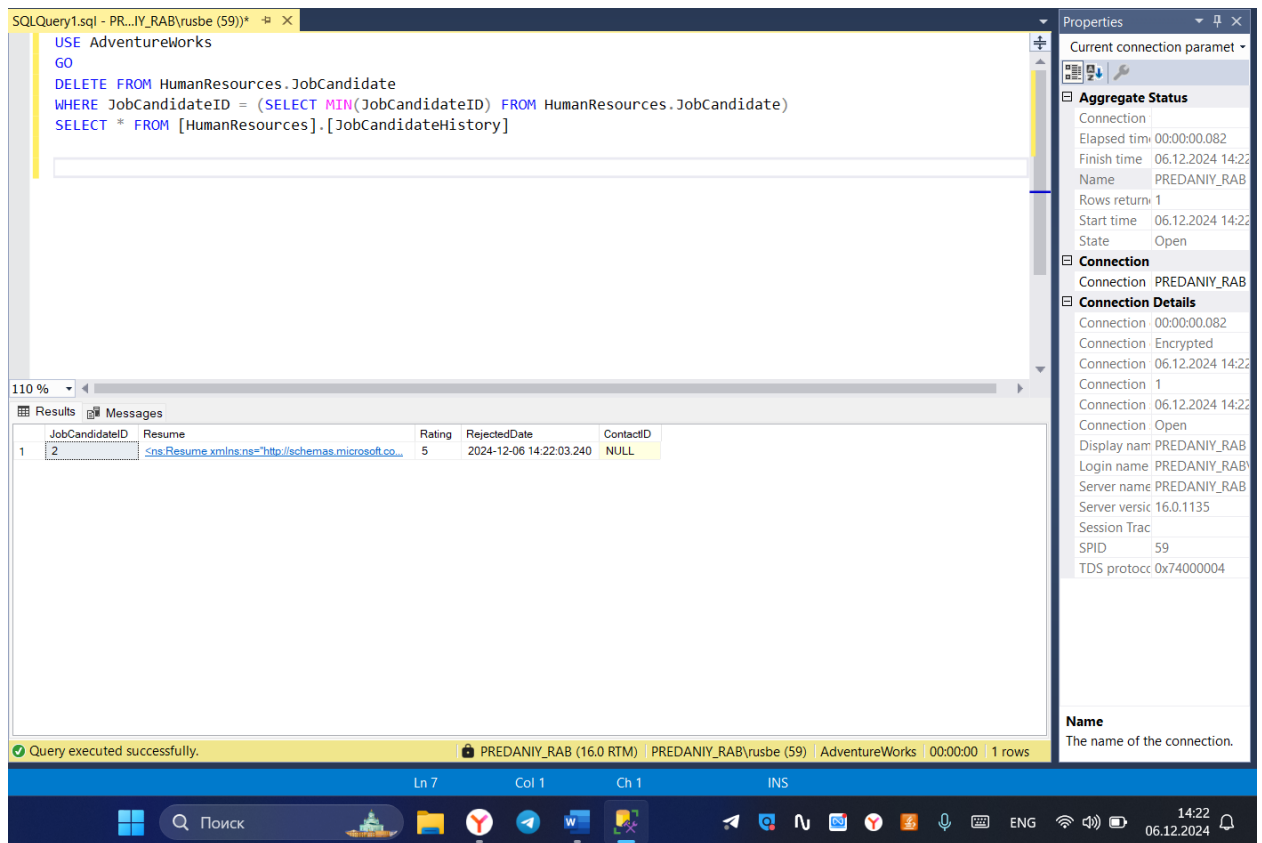 SQLQuery1.sql - PR...IY_RAB\rusbe (59))*
USE AdventureWorks
GO
DELETE FROM HumanResources.JobCandidate
WHERE JobCandidateID = (SELECT MIN(JobCandidateID) FROM HumanResources.JobCandidate)
SELECT * FROM [HumanResources].[JobCandidateHistory]
110 %
Results Messages
JobCandidateID Resume Rating RejectedDate ContactID
1 2 <ns:Resume xmlns:ns="http://schemas.microsoft.co... 5 2024-12-06 14:22:03.240 NULL
Query executed successfully. PREDANIY_RAB (16.0 RTM) PREDANIY_RAB\rusbe (59) AdventureWorks 00:00:00 1 rows
Properties
Current connection paramet
Aggregate Status
Connection
Elapsed tim 00:00:00.082
Finish time 06.12.2024 14:22
Name PREDANIY_RAB
Rows return 1
Start time 06.12.2024 14:22
State Open
Connection
Connection PREDANIY_RAB
Connection Details
Connection 00:00:00.082
Connection Encrypted
Connection 06.12.2024 14:22
Connection 1
Connection 06.12.2024 14:22
Connection Open
Display nam PREDANIY_RAB
Login name PREDANIY_RAB\
Server name PREDANIY_RAB
Server versic 16.0.1135
Session Trac
SPID 59
TDS protocc 0x74000004
Name
The name of the connection.
Ln 7 Col 1 Ch 1 INS
Поиск
ENG
14:22
06.12.2024